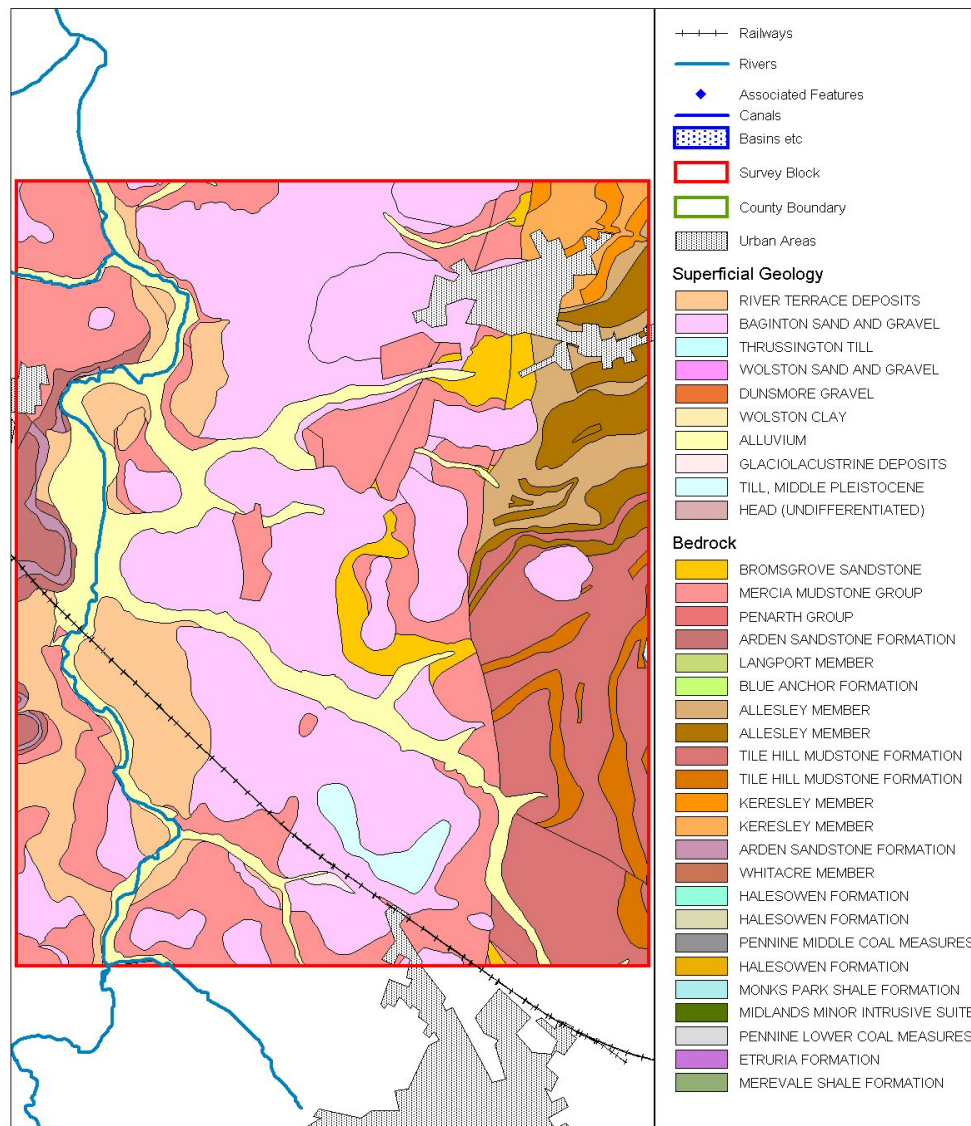 Railways
Rivers
Associated Features
Canals
Basins etc
Survey Block
County Boundary
Urban Areas
Superficial Geology
RIVER TERRACE DEPOSITS
BAGINTON SAND AND GRAVEL
THRUSSINGTON TILL
WOLSTON SAND AND GRAVEL
DUNSMORE GRAVEL
WOLSTON CLAY
ALLUVIUM
GLACIOLACUSTRINE DEPOSITS
TILL, MIDDLE PLEISTOCENE
HEAD (UNDIFFERENTIATED)
Bedrock
BROMSGROVE SANDSTONE
MERCIA MUDSTONE GROUP
PENARTH GROUP
ARDEN SANDSTONE FORMATION
LANGPORT MEMBER
BLUE ANCHOR FORMATION
ALLESLEY MEMBER
ALLESLEY MEMBER
TILE HILL MUDSTONE FORMATION
TILE HILL MUDSTONE FORMATION
KERESLEY MEMBER
KERESLEY MEMBER
ARDEN SANDSTONE FORMATION
WHITACRE MEMBER
HALESOWEN FORMATION
HALESOWEN FORMATION
PENNINE MIDDLE COAL MEASURES
HALESOWEN FORMATION
MONKS PARK SHALE FORMATION
MIDLANDS MINOR INTRUSIVE SUITE
PENNINE LOWER COAL MEASURES
ETRURIA FORMATION
MEREVALE SHALE FORMATION